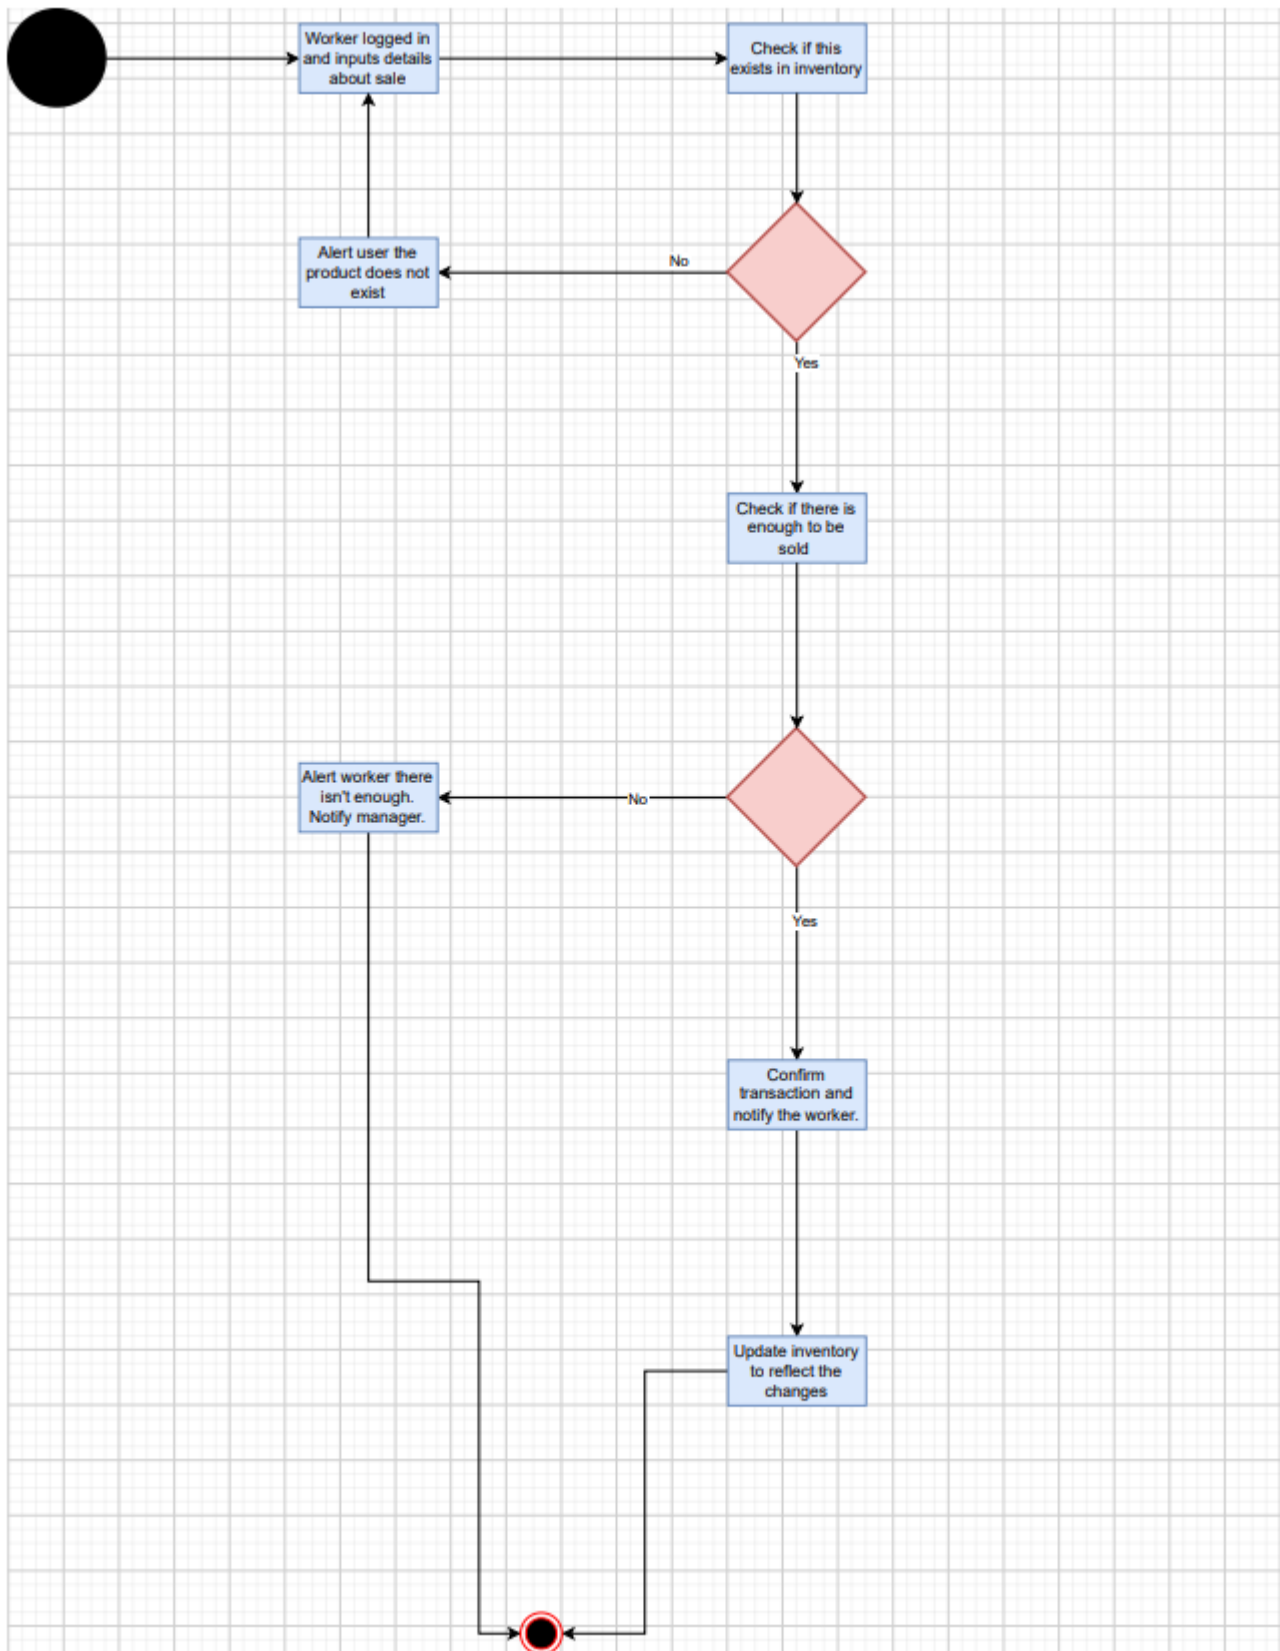 Worker logged in
and inputs details
about sale
Check if this
exists in inventory
Alert user the
product does not
exist
No
Yes
Check if there is
enough to be
sold
Alert worker there
isn't enough.
Notify manager.
No
Yes
Confirm
transaction and
notify the worker.
Update inventory
to reflect the
changes